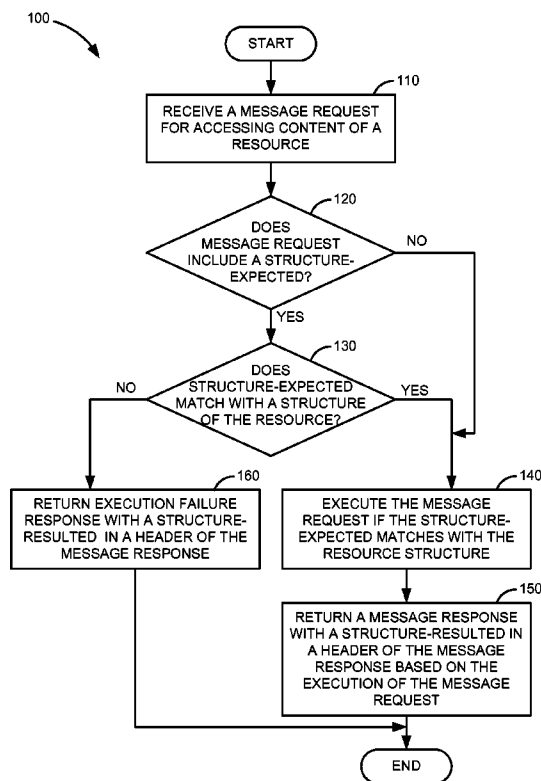 100
START
110
RECEIVE A MESSAGE REQUEST
FOR ACCESSING CONTENT OF A
RESOURCE
120
DOES
MESSAGE REQUEST
INCLUDE A STRUCTURE-
EXPECTED?
NO
YES
130
DOES
STRUCTURE-EXPECTED
MATCH WITH A STRUCTURE
OF THE RESOURCE?
NO
YES
160
RETURN EXECUTION FAILURE
RESPONSE WITH A STRUCTURE-
RESULTED IN A HEADER OF THE
MESSAGE RESPONSE
140
EXECUTE THE MESSAGE
REQUEST IF THE STRUCTURE-
EXPECTED MATCHES WITH THE
RESOURCE STRUCTURE
150
RETURN A MESSAGE RESPONSE
WITH A STRUCTURE-RESULTED IN
A HEADER OF THE MESSAGE
RESPONSE BASED ON THE
EXECUTION OF THE MESSAGE
REQUEST
END